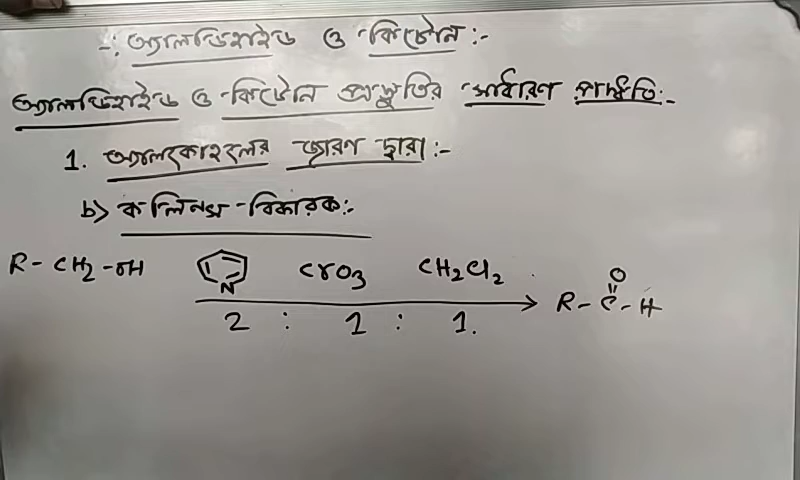 -: অ্যালডিহাইড ও কিটোন :-
অ্যালডিহাইড ও কিটোন প্রস্তুতির সাধারণ পদ্ধতি:-
1. অ্যালকোহলের জারণ দ্বারা :-
b) কলিনস বিকারক:-
R - CH2 - OH N CrO3 CH2Cl2 R - C - H
O
2 : 1 : 1.